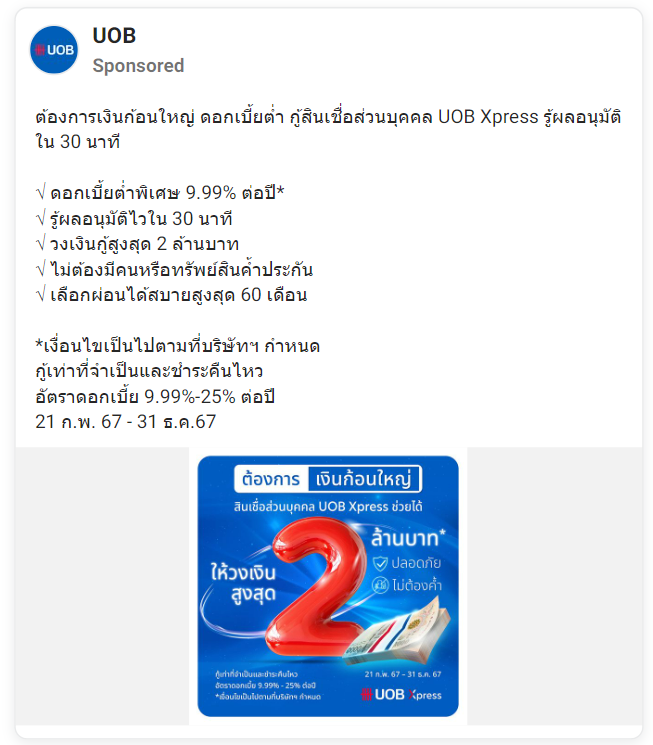 UOB
UOB
Sponsored
ต้องการเงินก้อนใหญ่ ดอกเบี้ยต่ำ กู้สินเชื่อส่วนบุคคล UOB Xpress รู้ผลอนุมัติ
ใน 30 นาที
√ ดอกเบี้ยต่ำพิเศษ 9.99% ต่อปี*
√ รู้ผลอนุมัติไวใน 30 นาที
√ วงเงินกู้สูงสุด 2 ล้านบาท
√ ไม่ต้องมีคนหรือทรัพย์สินค้ำประกัน
√ เลือกผ่อนได้สบายสูงสุด 60 เดือน
*เงื่อนไขเป็นไปตามที่บริษัทฯ กำหนด
กู้เท่าที่จำเป็นและชำระคืนไหว
อัตราดอกเบี้ย 9.99%-25% ต่อปี
21 ก.พ. 67 - 31 ธ.ค.67
ต้องการ เงินก้อนใหญ่
สินเชื่อส่วนบุคคล UOB Xpress ช่วยได้
ให้วงเงิน
สูงสุด
2
ล้านบาท*
ปลอดภัย
ไม่ต้องค้ำ
กู้เท่าที่จำเป็นและชำระคืนไหว
อัตราดอกเบี้ย 9.99% - 25% ต่อปี
*เงื่อนไขเป็นไปตามที่บริษัทฯ กำหนด
21 ก.พ. 67 – 31 ธ.ค. 67
UOB Xpress